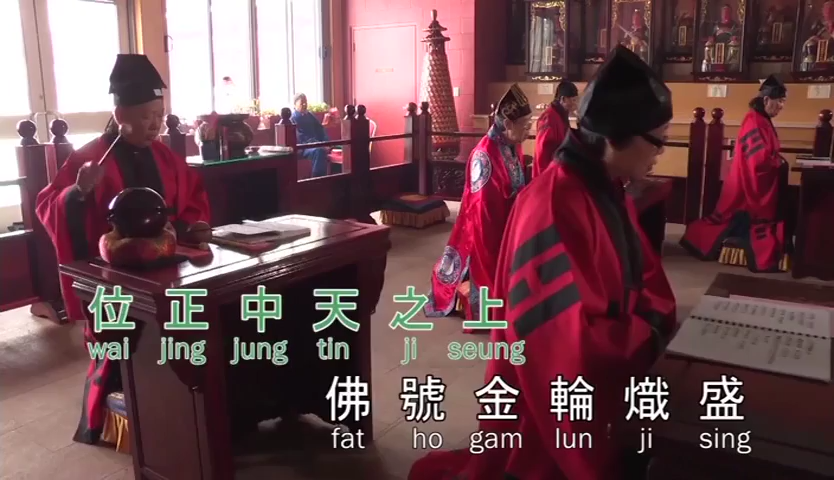 位正中天之上
wai jing jung tin ji seung
佛號金輪熾盛
fat ho gam lun ji sing